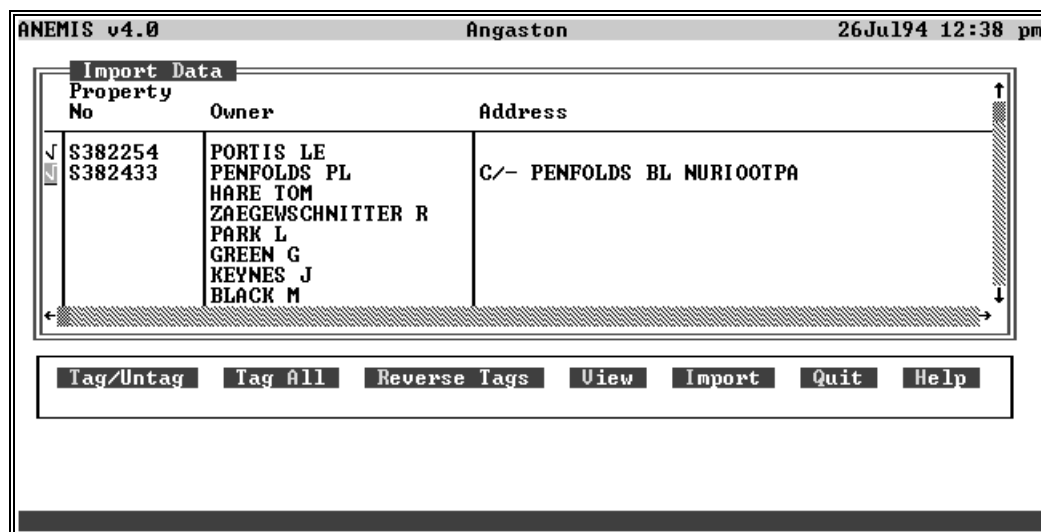 ANEMIS v4.0 Angaston 26Jul94 12:38 pm
Import Data
Property
No Owner Address
√ S382254 PORTIS LE
√ S382433 PENFOLDS PL C/- PENFOLDS BL NURIOOTPA
HARE TOM
ZAEGEWSCHNITTER R
PARK L
GREEN G
KEYNES J
BLACK M
Tag/Untag Tag All Reverse Tags View Import Quit Help